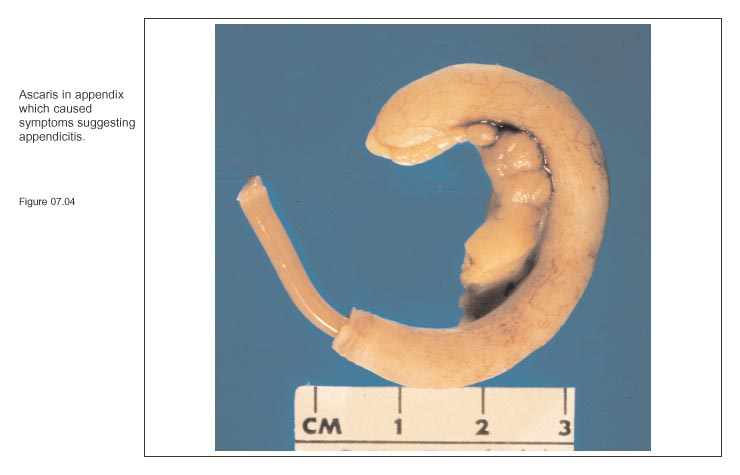 Ascaris in appendix
which caused
symptoms suggesting
appendicitis.
Figure 07.04
CM 1 2 3